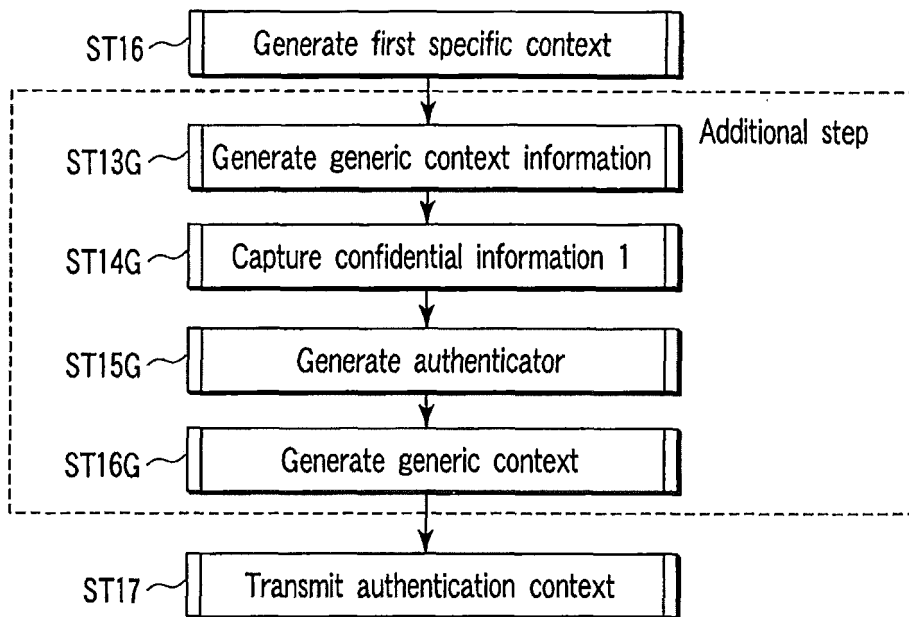 ST16
Generate first specific context
Additional step
ST13G
Generate generic context information
ST14G
Capture confidential information 1
ST15G
Generate authenticator
ST16G
Generate generic context
ST17
Transmit authentication context